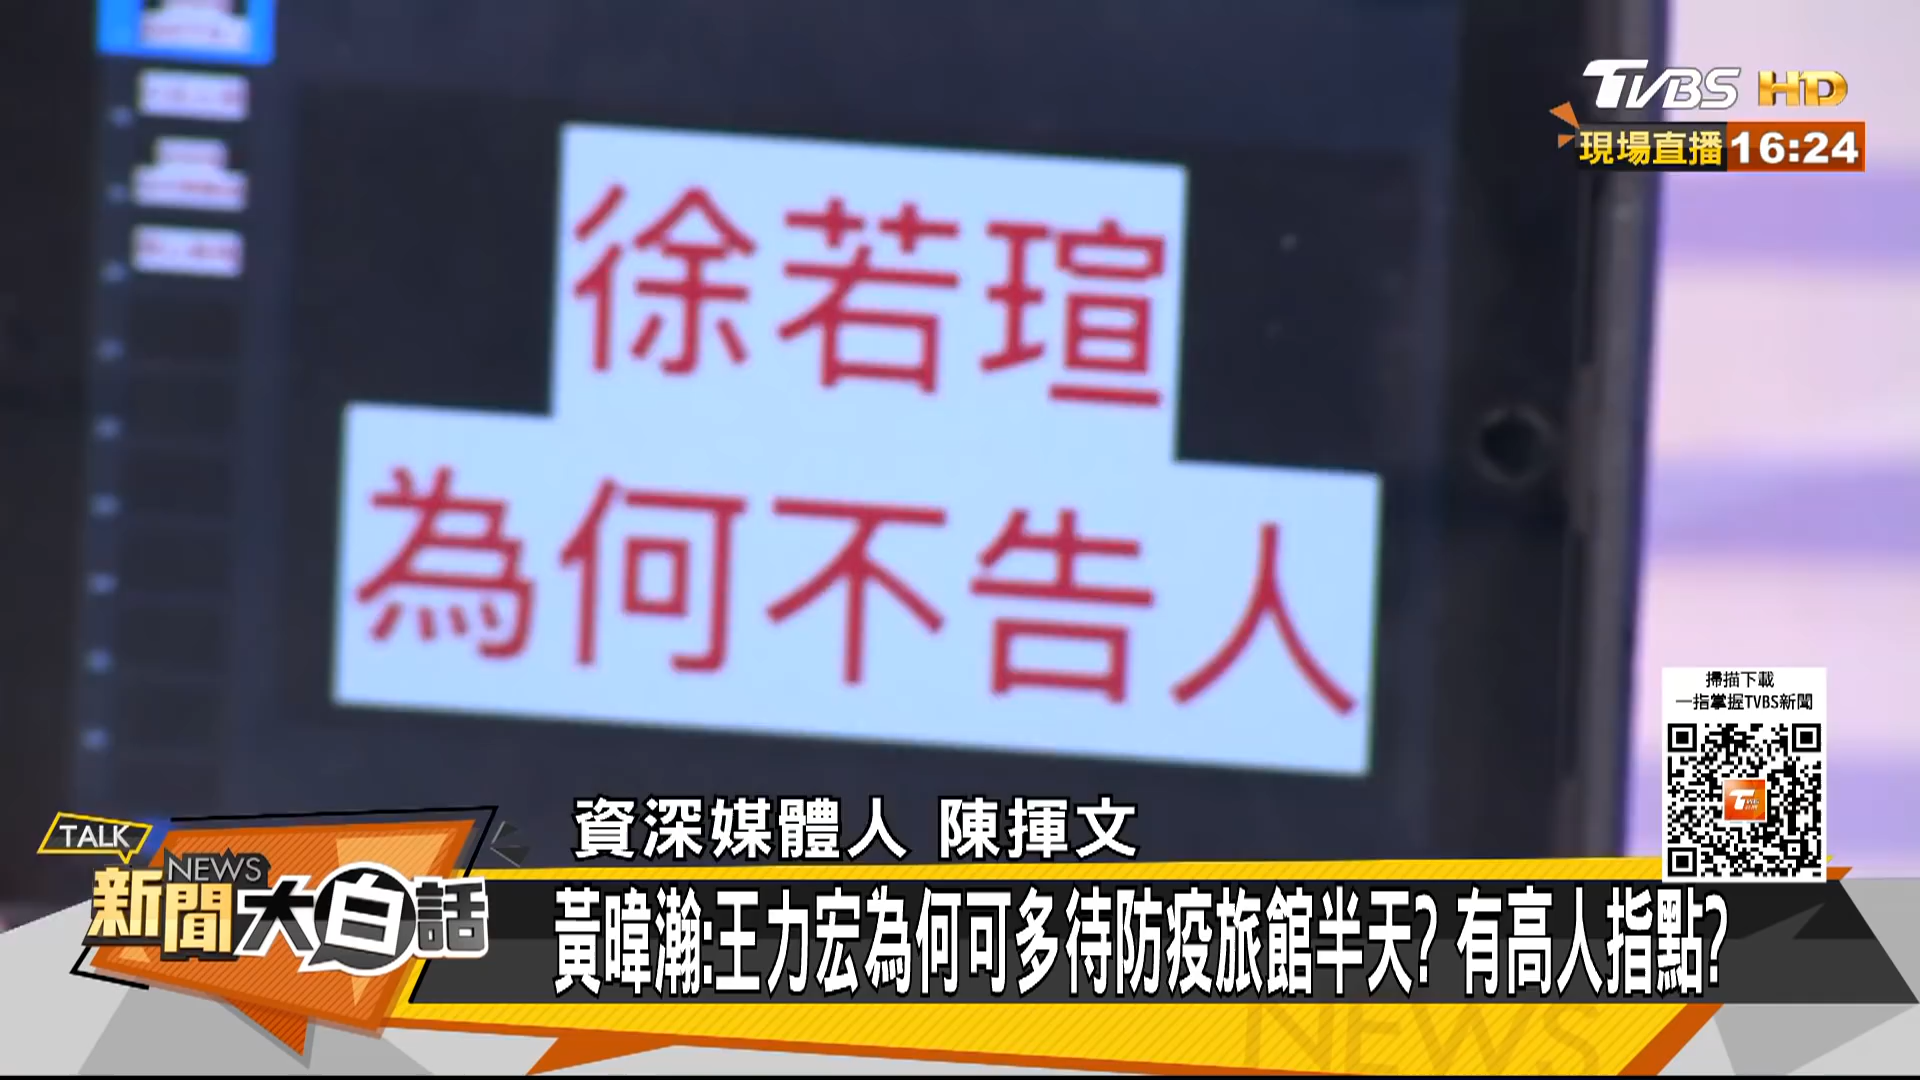 TVBS HD
現場直播 16:24
徐若瑄
為何不告人
掃描下載
一指掌握TVBS新聞
資深媒體人 陳揮文
TALK
NEWS
新聞大白話
黃暐瀚:王力宏為何可多待防疫旅館半天? 有高人指點?
NEWS